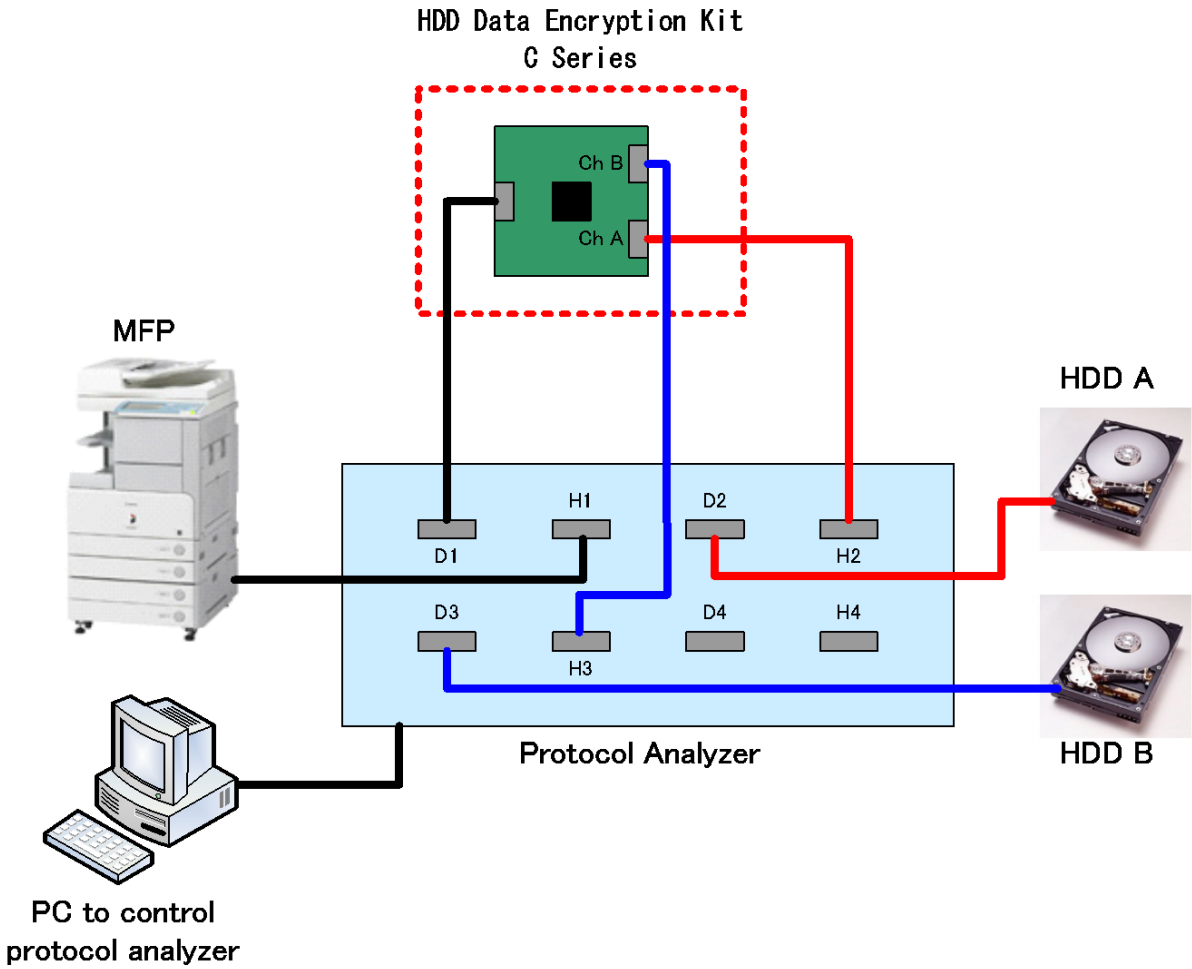 HDD Data Encryption Kit
C Series
Ch B
Ch A
MFP
HDD A
H1
D2
D1
H2
D3
D4
H4
H3
Protocol Analyzer
HDD B
PC to control
protocol analyzer